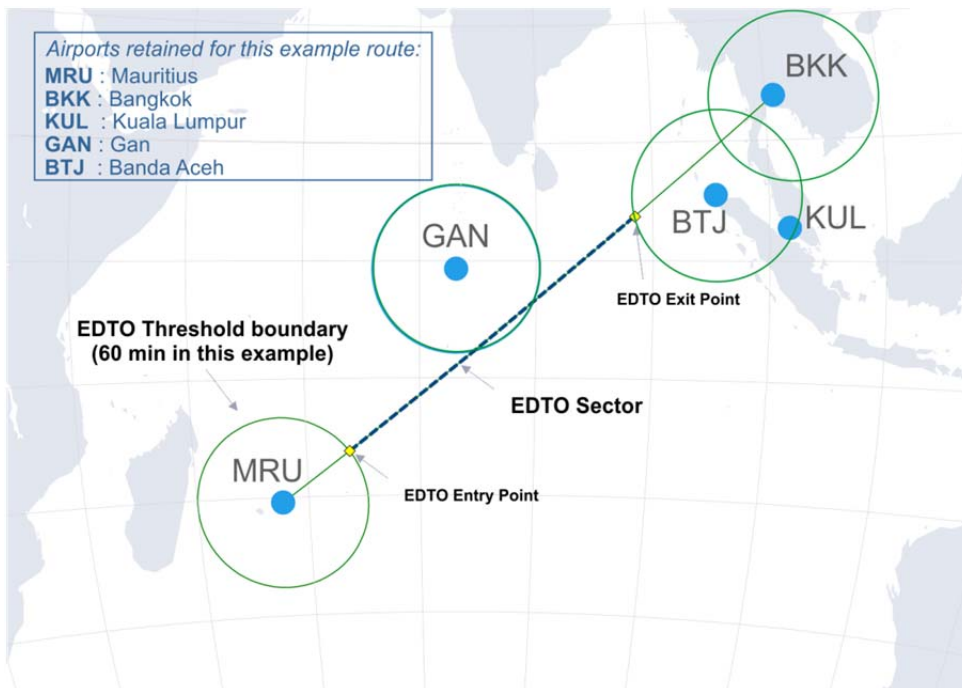 Airports retained for this example route:
MRU : Mauritius
BKK : Bangkok
KUL : Kuala Lumpur
GAN : Gan
BTJ : Banda Aceh
BKK
GAN
BTJ
KUL
EDTO Exit Point
EDTO Threshold boundary
(60 min in this example)
EDTO Sector
MRU
EDTO Entry Point